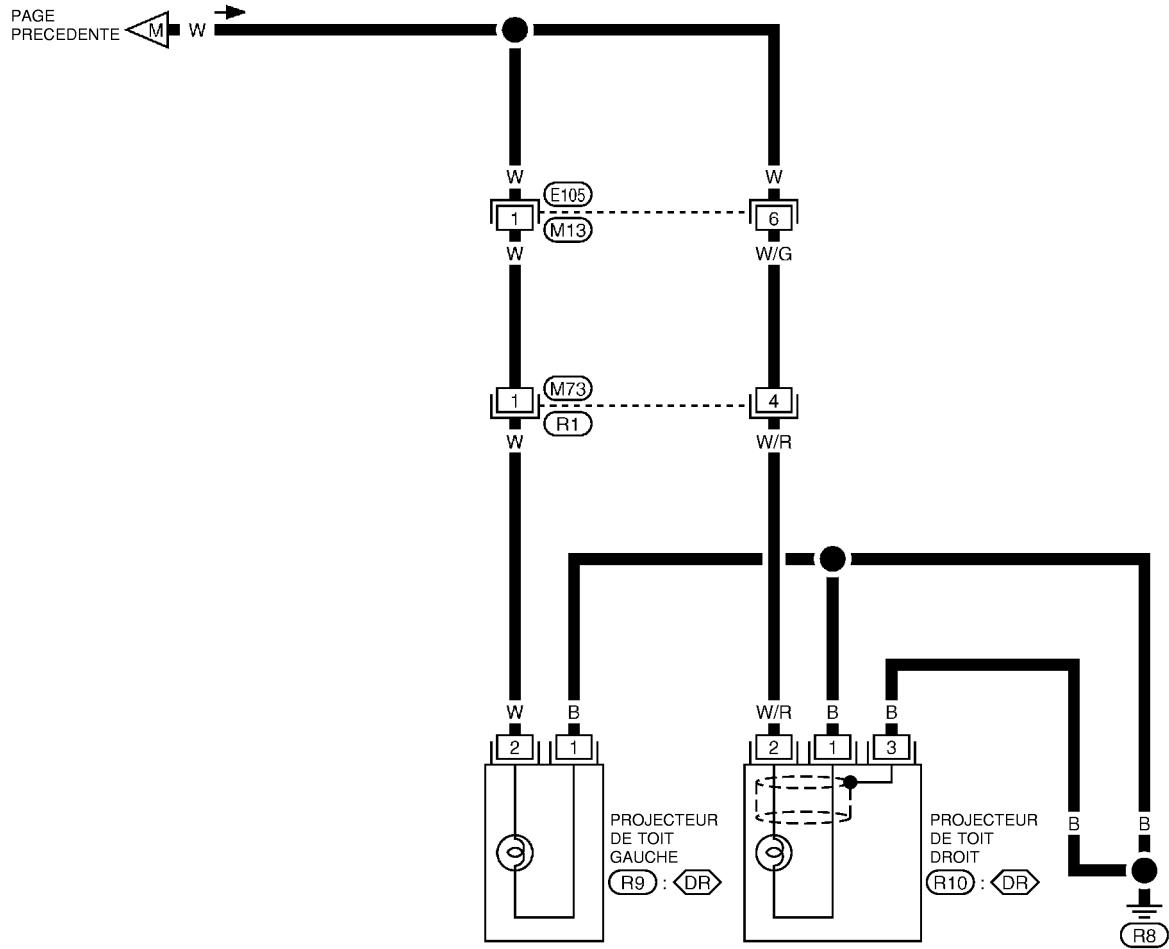 PAGE
PRECEDENTE
M
W
W
W
E105
1
6
M13
W
W/G
M73
1
4
R1
W
W/R
W
B
W/R
B
B
2
1
2
1
3
PROJECTEUR
DE TOIT
GAUCHE
R9 : DR
PROJECTEUR
DE TOIT
DROIT
R10 : DR
B
B
R8